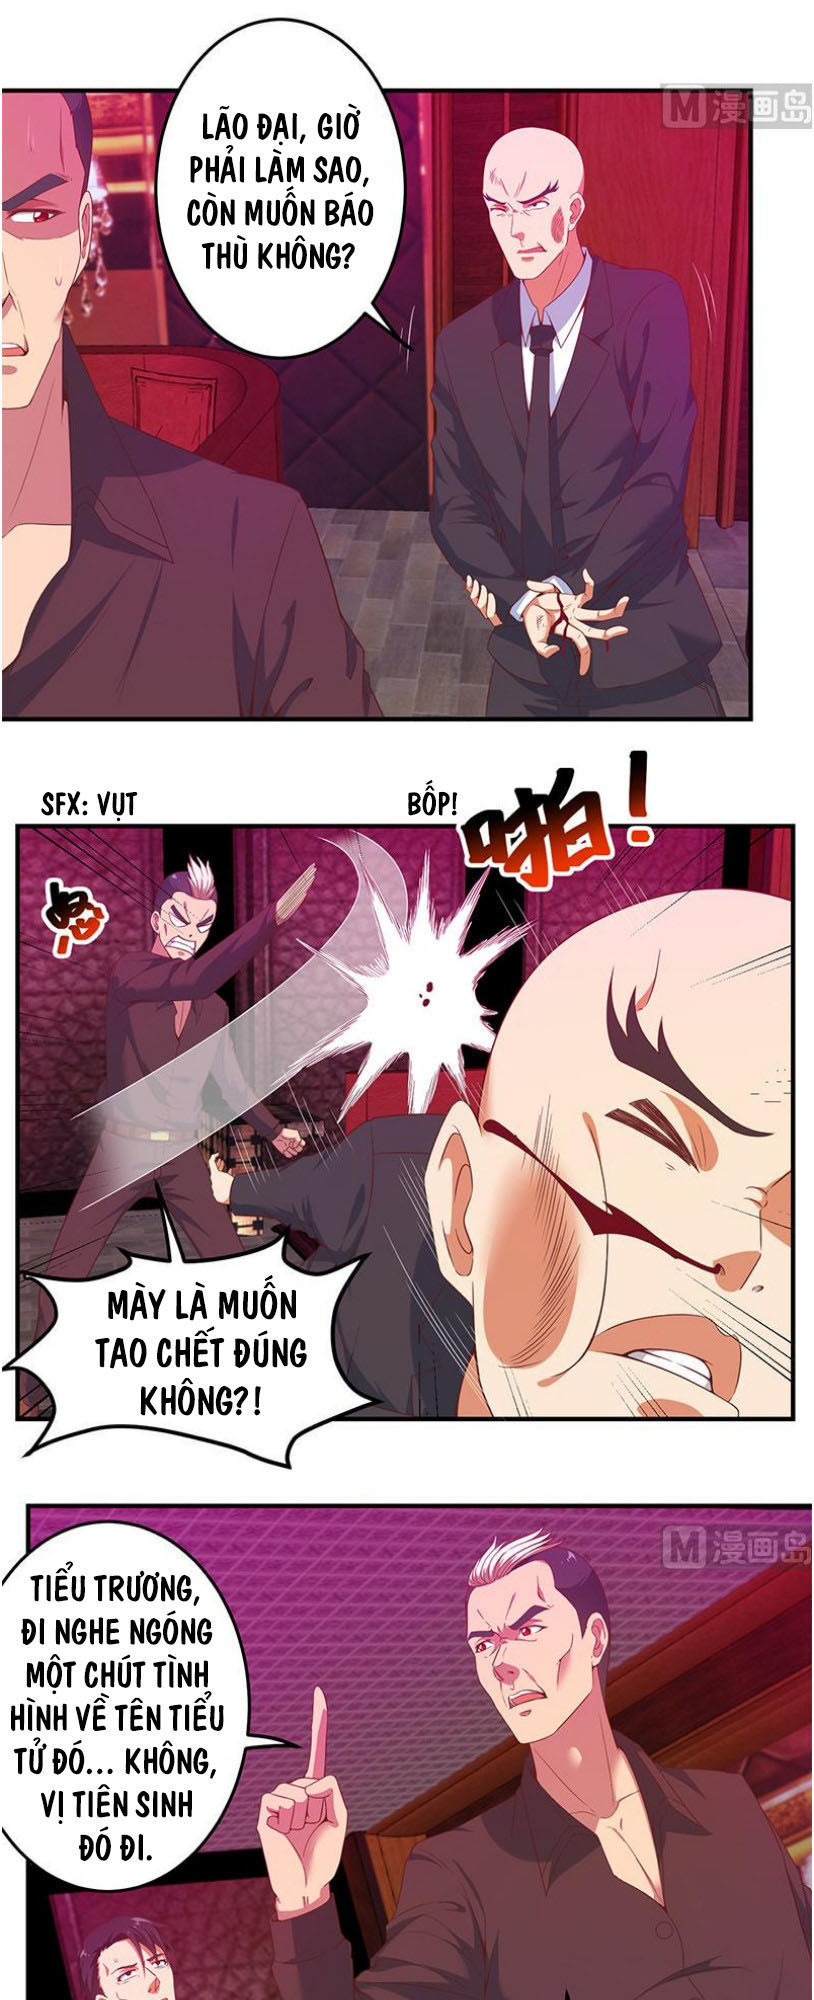 M 漫画岛
LÃO ĐẠI, GIỜ
PHẢI LÀM SAO,
CÒN MUỐN BÁO
THÙ KHÔNG?
SFX: VỤT
BỐP!
啪!
MÀY LÀ MUỐN
TAO CHẾT ĐÚNG
KHÔNG?!
M 漫画岛
TIỂU TRƯƠNG,
ĐI NGHE NGÓNG
MỘT CHÚT TÌNH
HÌNH VỀ TÊN TIỂU
TỬ ĐÓ... KHÔNG,
VỊ TIÊN SINH
ĐÓ ĐI.